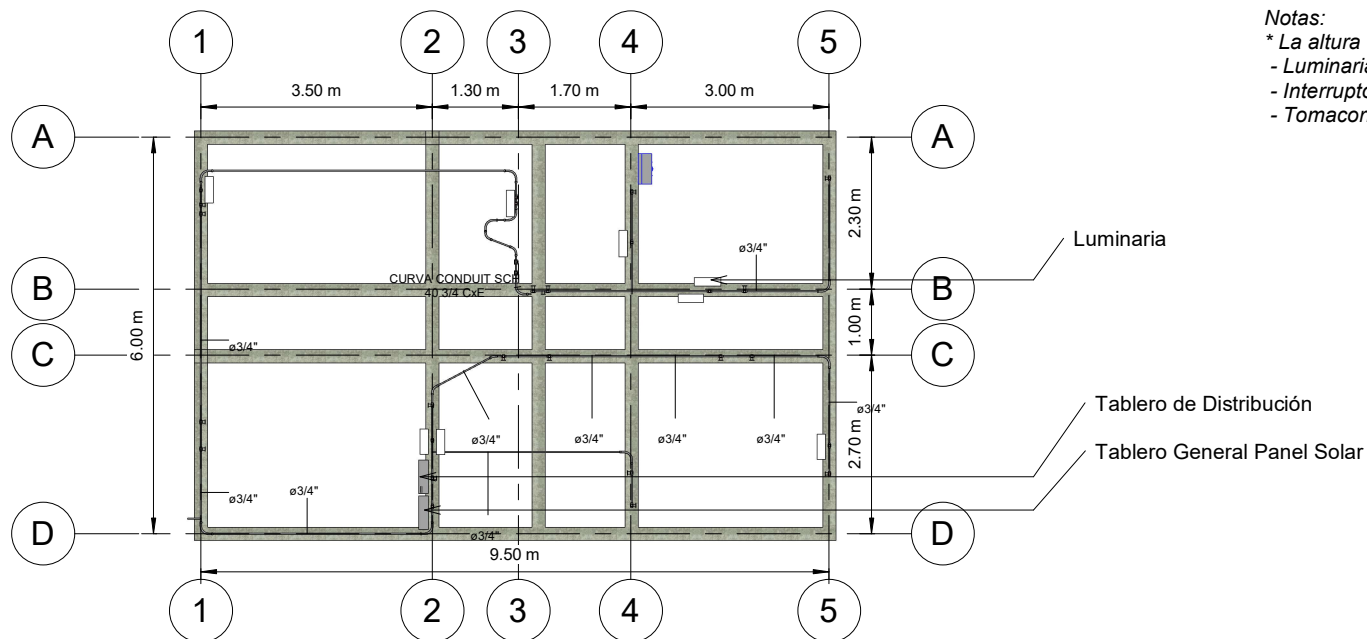 Notas:
* La altura
- Luminaria
- Interrupto
- Tomacor
1
2
3
4
5
3.50 m
1.30 m
1.70 m
3.00 m
A
A
2.30 m
Luminaria
ø3/4"
CURVA CONDUIT SCH
40 3/4 CxE
B
B
6.00 m
1.00 m
ø3/4"
C
C
Tablero de Distribución
ø3/4"
ø3/4"
ø3/4"
ø3/4"
ø3/4"
2.70 m
Tablero General Panel Solar
ø3/4"
ø3/4"
D
D
ø3/4"
9.50 m
1
2
3
4
5